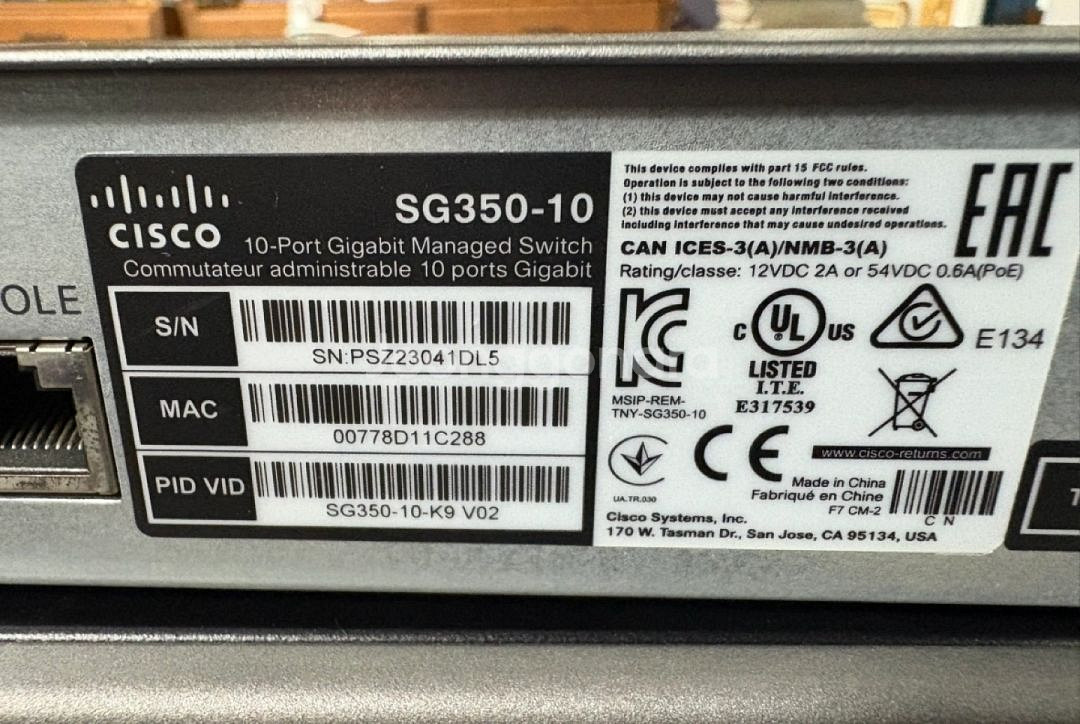 OLE
CISCO
SG350-10
10-Port Gigabit Managed Switch
Commutateur administrable 10 ports Gigabit
S/N
SN:PSZ23041DL5
MAC
00778D11C288
PID VID
SG350-10-K9 V02
This device complies with part 15 FCC rules.
Operation is subject to the following two conditions:
(1) this device may not cause harmful interference.
(2) this device must accept any interference received
including interference that may cause undesired operations.
EAC
CAN ICES-3(A)/NMB-3(A)
Rating/classe: 12VDC 2A or 54VDC 0.6A(PoE)
C UL US
LISTED
I.T.E.
E317539
E134
MSIP-REM-
TNY-SG350-10
UA.TR.030
CE
www.cisco-returns.com
Made in China
Fabriqué en Chine
F7 CM-2
C N
Cisco Systems, Inc.
170 W. Tasman Dr., San Jose, CA 95134, USA